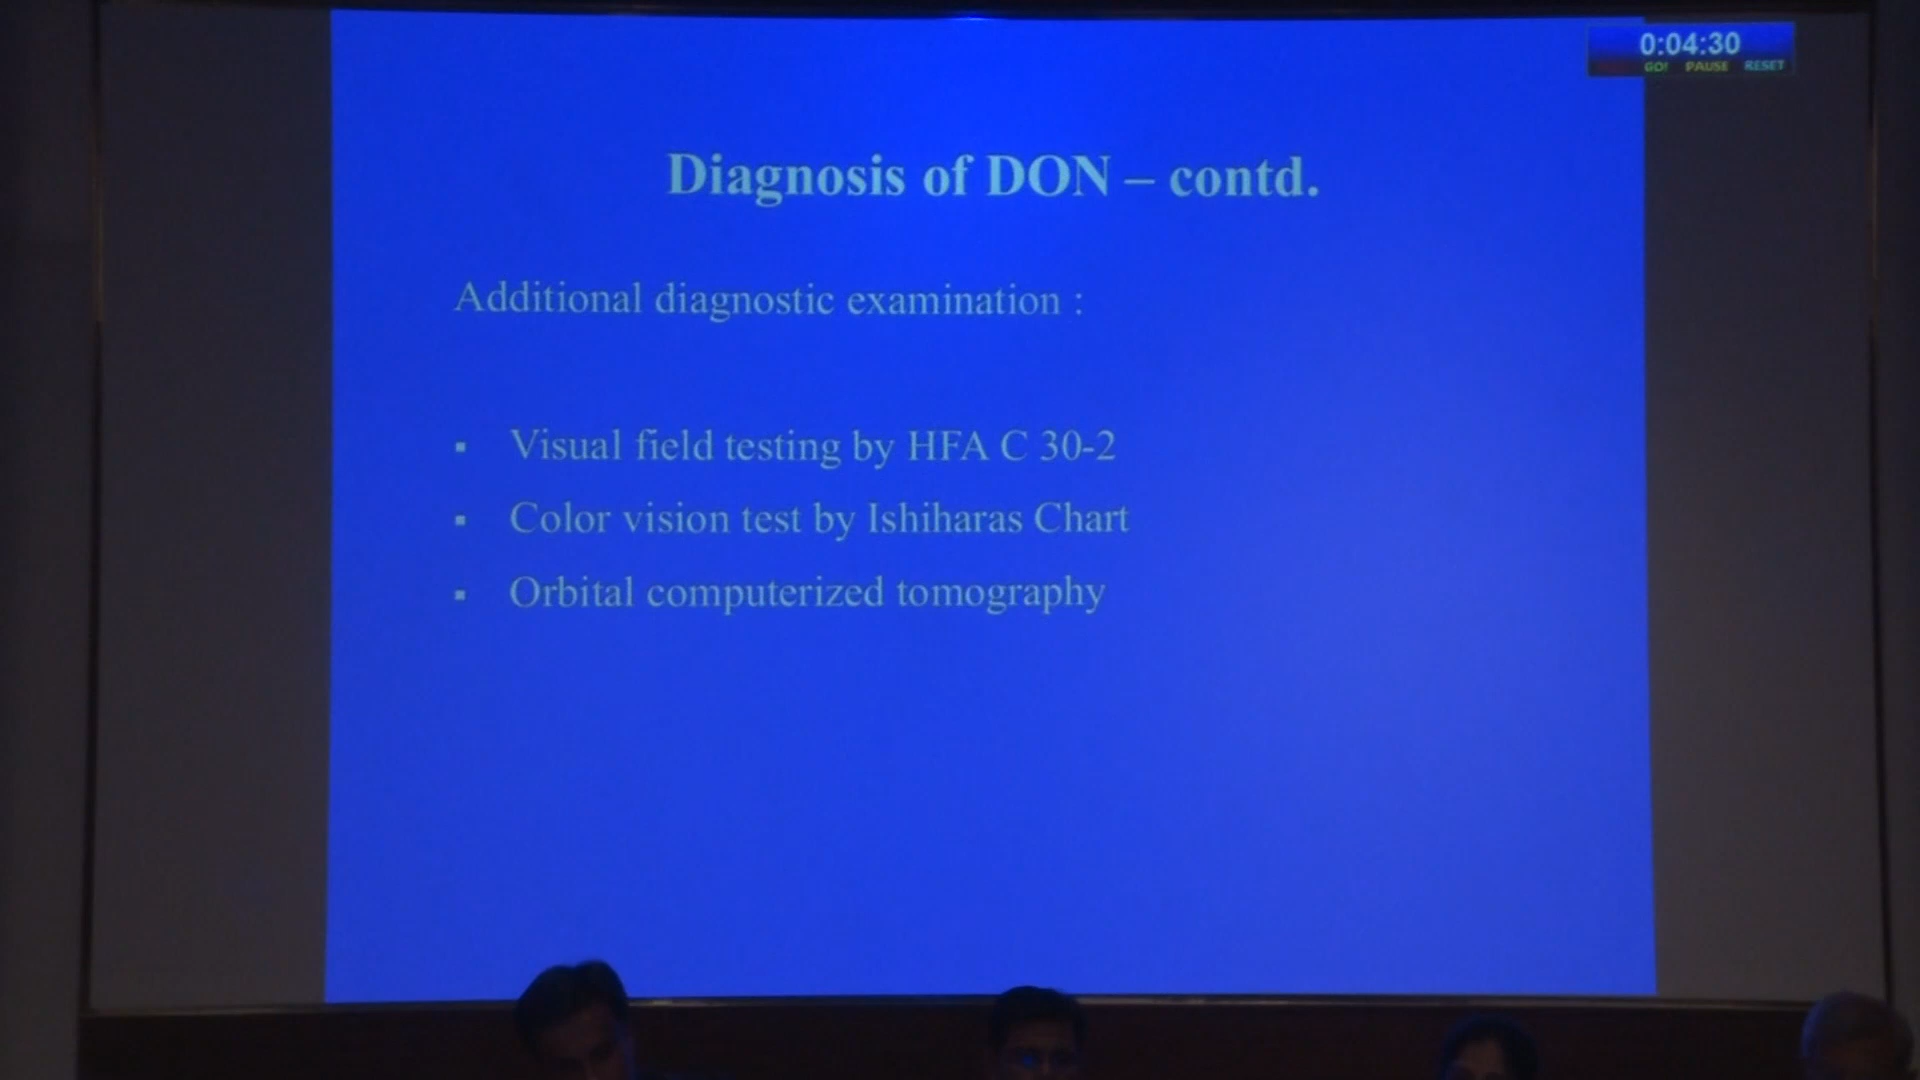 0:04:30
GO! PAUSE RESET
Diagnosis of DON – contd.
Additional diagnostic examination :
▪ Visual field testing by HFA C 30-2
▪ Color vision test by Ishiharas Chart
▪ Orbital computerized tomography